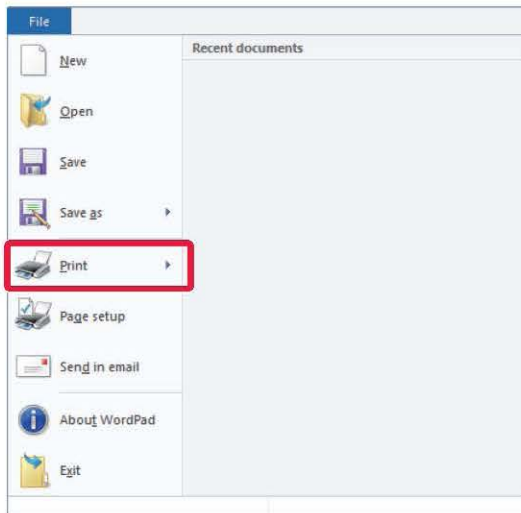 File
Recent documents
New
Open
Save
Save as
Print
Page setup
Send in email
About WordPad
Exit